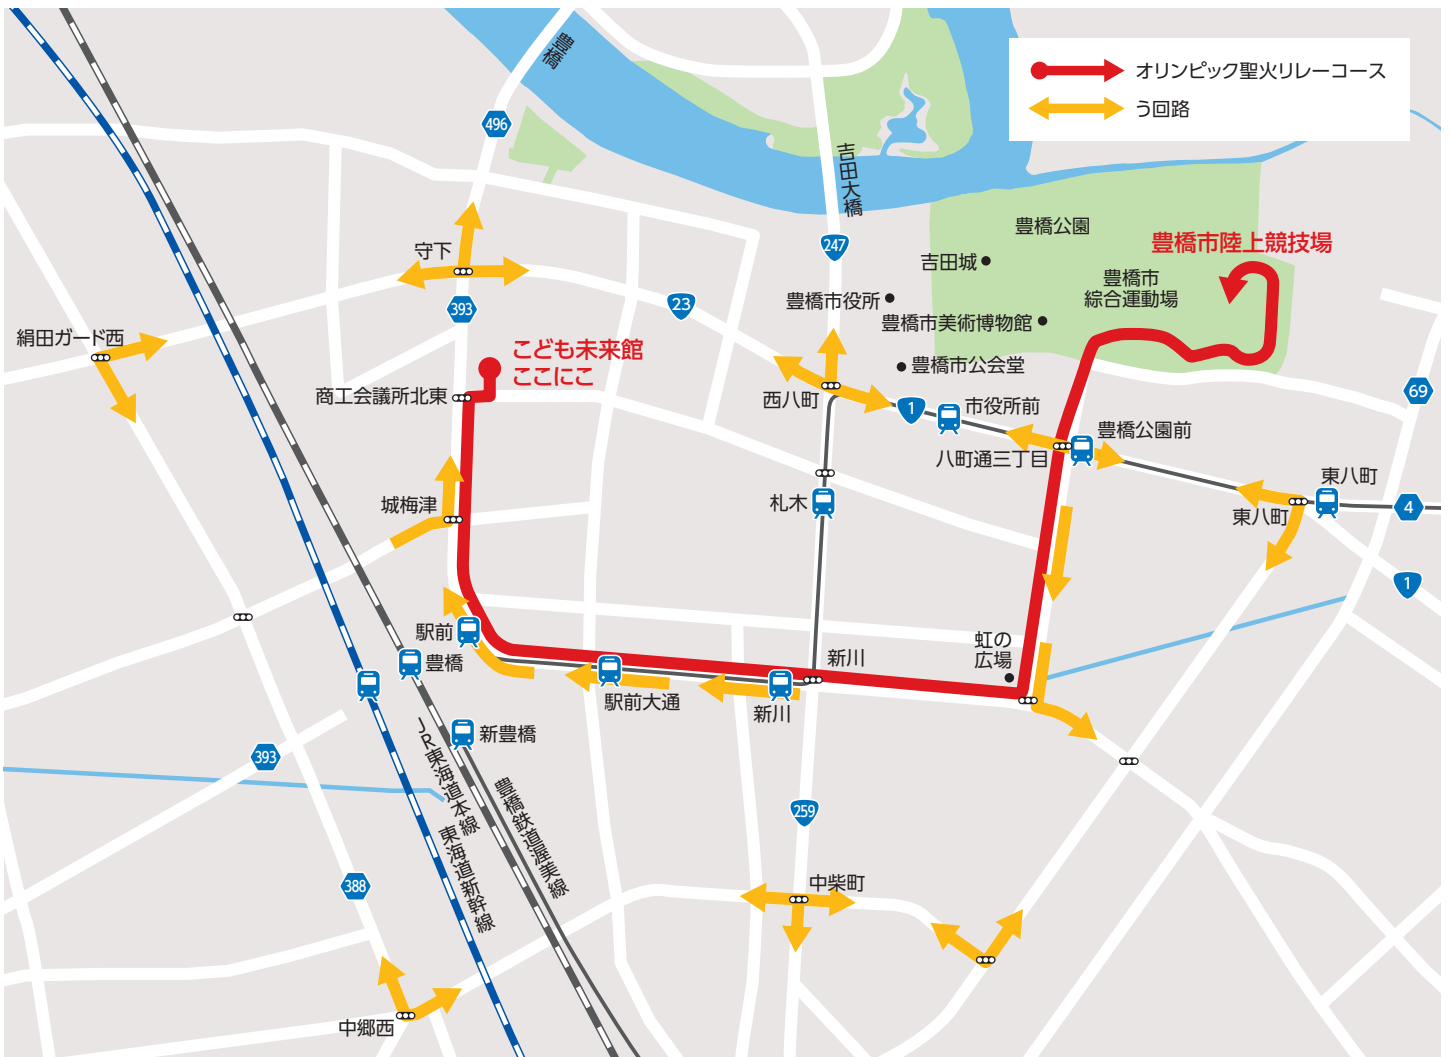 豊橋
オリンピック聖火リレーコース
う回路
496
吉田大橋
豊橋公園
247
守下
吉田城
豊橋市陸上競技場
豊橋市
綜合運動場
23
豊橋市役所
393
豊橋市美術博物館
絹田ガード西
こども未来館
ここにこ
豊橋市公会堂
商工会議所北東
西八町
1
市役所前
69
豊橋公園前
八町通三丁目
東八町
城梅津
札木
東八町
4
1
駅前
豊橋
新川
虹の
広場
駅前大通
新川
新豊橋
393
JR東海道本線
豊橋鉄道渥美線
東海道新幹線
259
388
中柴町
中郷西